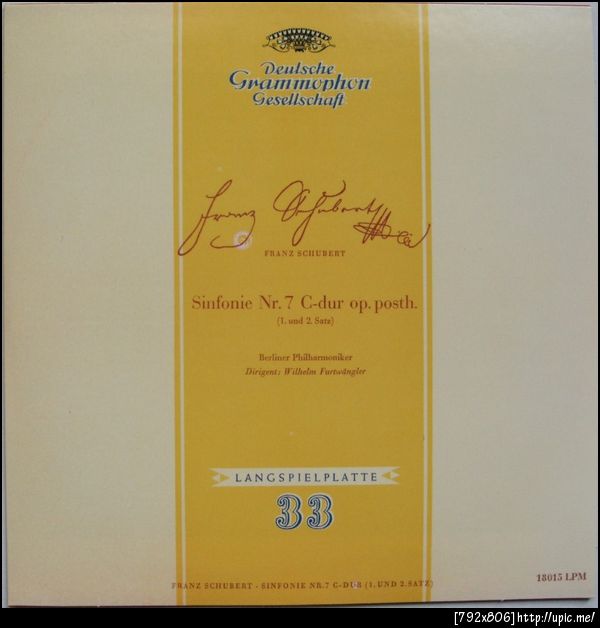 Deutsche
Grammophon
Gesellschaft
Franz Schubert
FRANZ SCHUBERT
Sinfonie Nr. 7 C-dur op. posth.
(1. und 2. Satz)
Berliner Philharmoniker
Dirigent: Wilhelm Furtwängler
LANGSPIELPLATTE
33
FRANZ SCHUBERT - SINFONIE NR. 7 C-DUR (1. UND 2. SATZ)
18015 LPM
[792x806]http://upic.me/